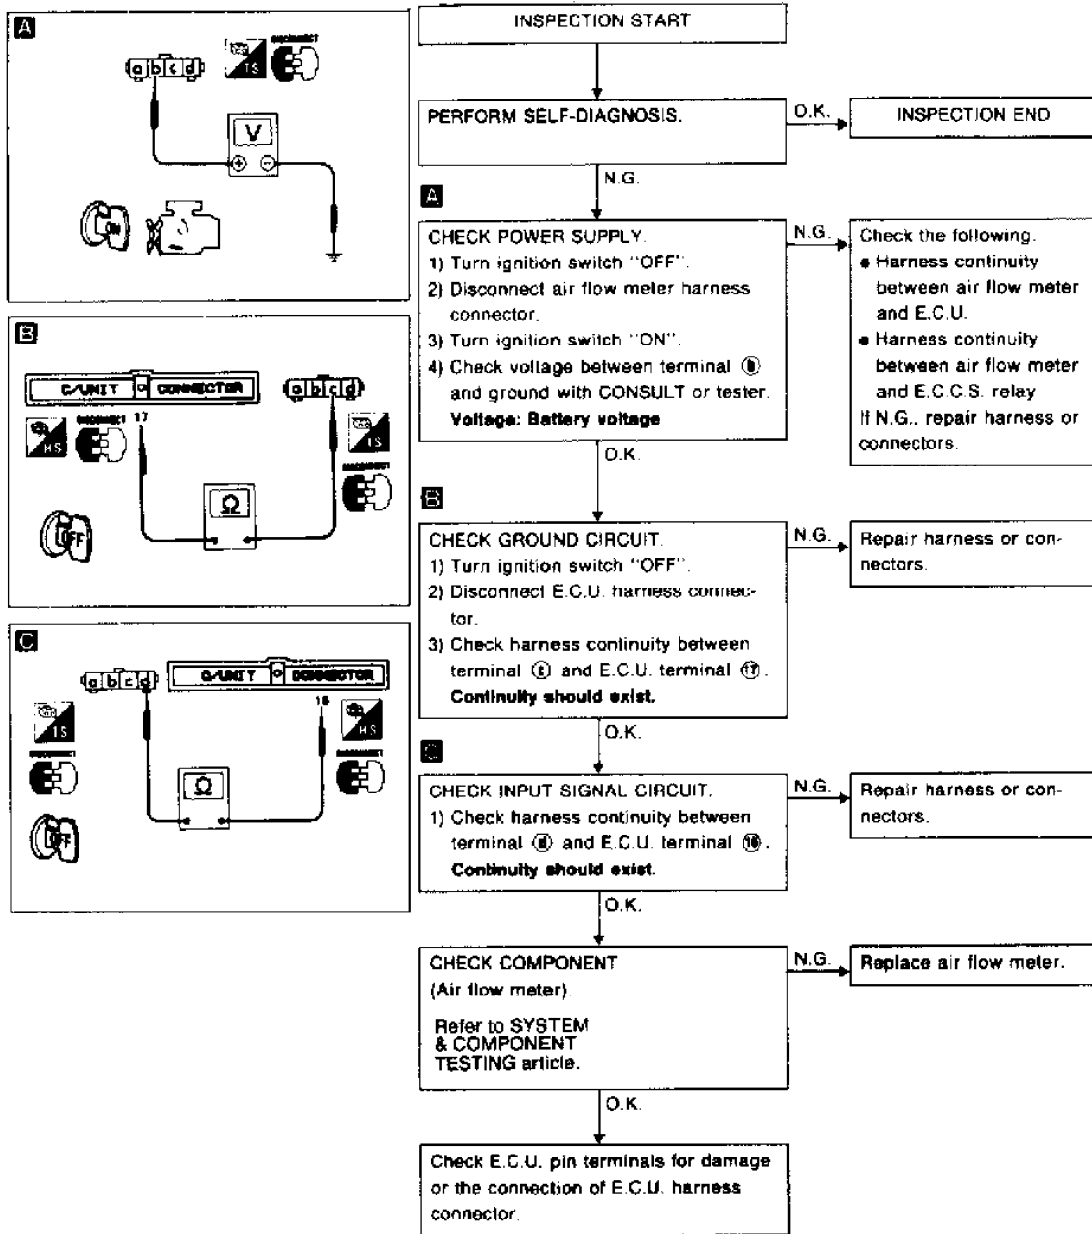 A
DISCONNECT
a b c d
T.S
V
ON
B
C/UNIT CONNECTOR
a b c d
DISCONNECT
17
H.S
T.S
DISCONNECT
Ω
OFF
C
a b c d
C/UNIT CONNECTOR
16
T.S
H.S
DISCONNECT
DISCONNECT
Ω
OFF
INSPECTION START
PERFORM SELF-DIAGNOSIS.
O.K.
INSPECTION END
N.G.
A
CHECK POWER SUPPLY.
1) Turn ignition switch "OFF".
2) Disconnect air flow meter harness
connector.
3) Turn ignition switch "ON".
4) Check voltage between terminal ⓑ
and ground with CONSULT or tester.
Voltage: Battery voltage
N.G.
Check the following.
● Harness continuity
between air flow meter
and E.C.U.
● Harness continuity
between air flow meter
and E.C.C.S. relay
If N.G., repair harness or
connectors.
O.K.
B
CHECK GROUND CIRCUIT.
1) Turn ignition switch "OFF".
2) Disconnect E.C.U. harness connec-
tor.
3) Check harness continuity between
terminal ⓒ and E.C.U. terminal ⑰.
Continuity should exist.
N.G.
Repair harness or con-
nectors.
O.K.
C
CHECK INPUT SIGNAL CIRCUIT.
1) Check harness continuity between
terminal ⓓ and E.C.U. terminal ⑯.
Continuity should exist.
N.G.
Repair harness or con-
nectors.
O.K.
CHECK COMPONENT
(Air flow meter)
Refer to SYSTEM
& COMPONENT
TESTING article.
N.G.
Replace air flow meter.
O.K.
Check E.C.U. pin terminals for damage
or the connection of E.C.U. harness
connector.